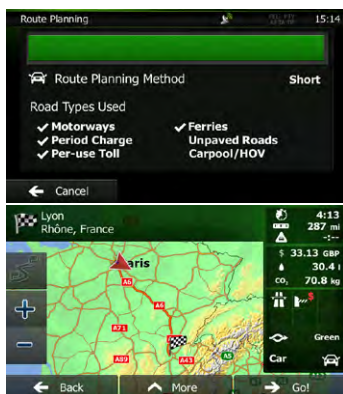 Route Planning
15:14
Route Planning Method
Short
Road Types Used
Motorways
Ferries
Period Charge
Unpaved Roads
Per-use Toll
Carpool/HOV
Cancel
Lyon
Rhône, France
4:13
287 mi
-:--
$ 33.13 GBP
30.4 l
CO₂ 70.8 kg
aris
A6
A6
A71
A89
A43
A5
$
Green
Car
Back
More
Go!